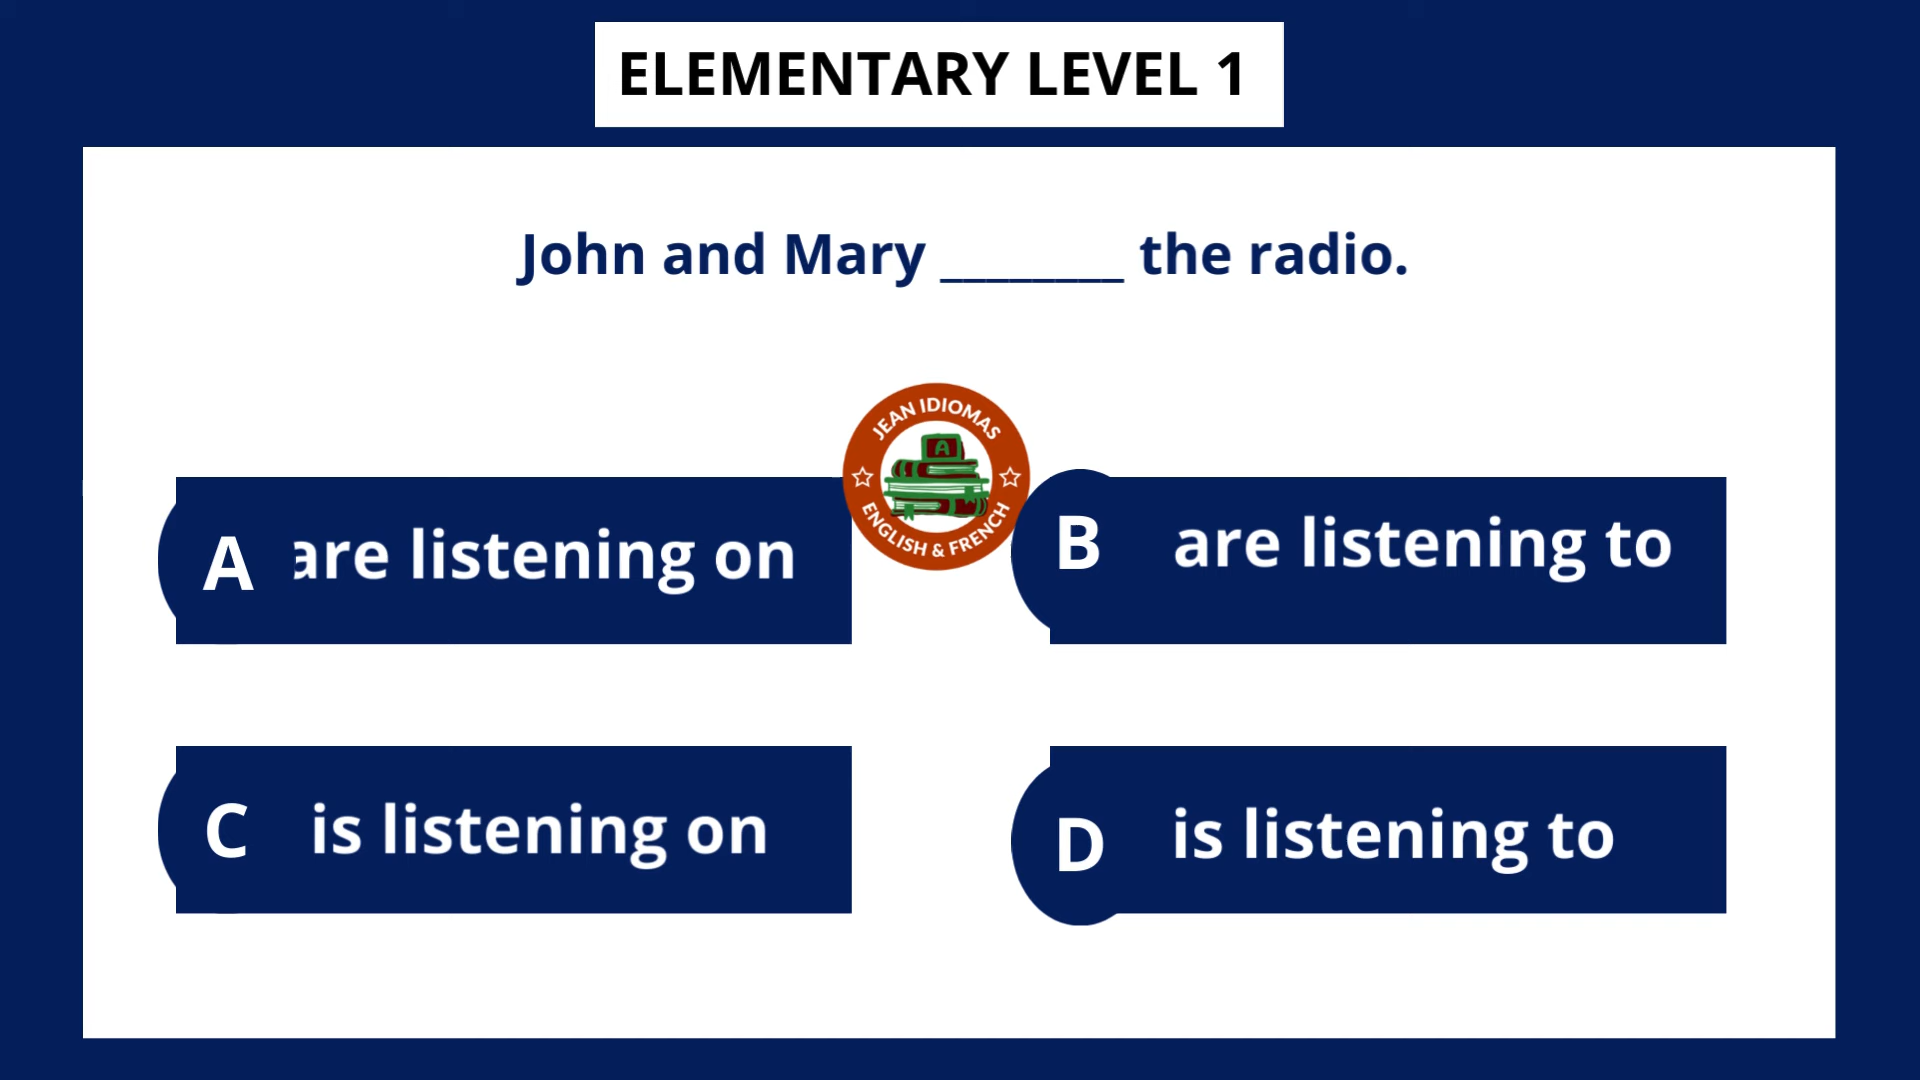 ELEMENTARY LEVEL 1
John and Mary ________ the radio.
JEAN IDIOMAS
A
ENGLISH & FRENCH
A are listening on
B are listening to
C is listening on
D is listening to